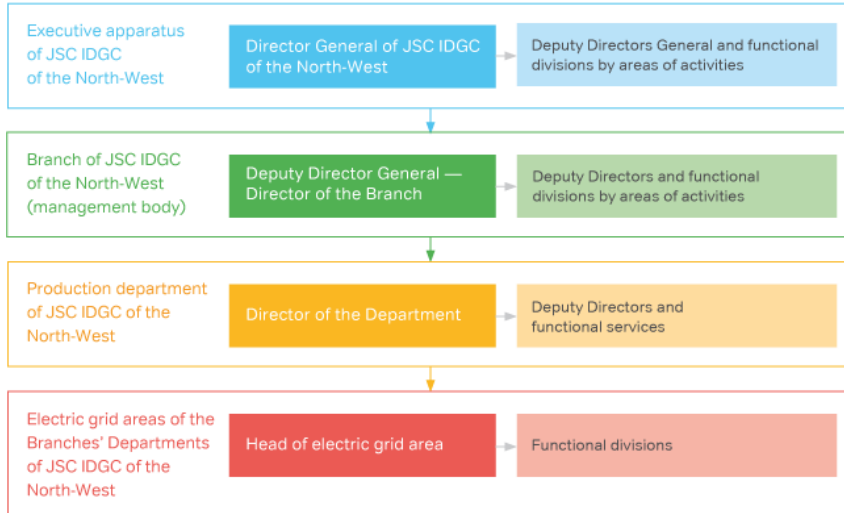 Executive apparatus
of JSC IDGC
of the North-West
Director General of JSC IDGC
of the North-West
Deputy Directors General and functional
divisions by areas of activities
Branch of JSC IDGC
of the North-West
(management body)
Deputy Director General —
Director of the Branch
Deputy Directors and functional
divisions by areas of activities
Production department
of JSC IDGC of the
North-West
Director of the Department
Deputy Directors and
functional services
Electric grid areas of the
Branches' Departments
of JSC IDGC of the
North-West
Head of electric grid area
Functional divisions